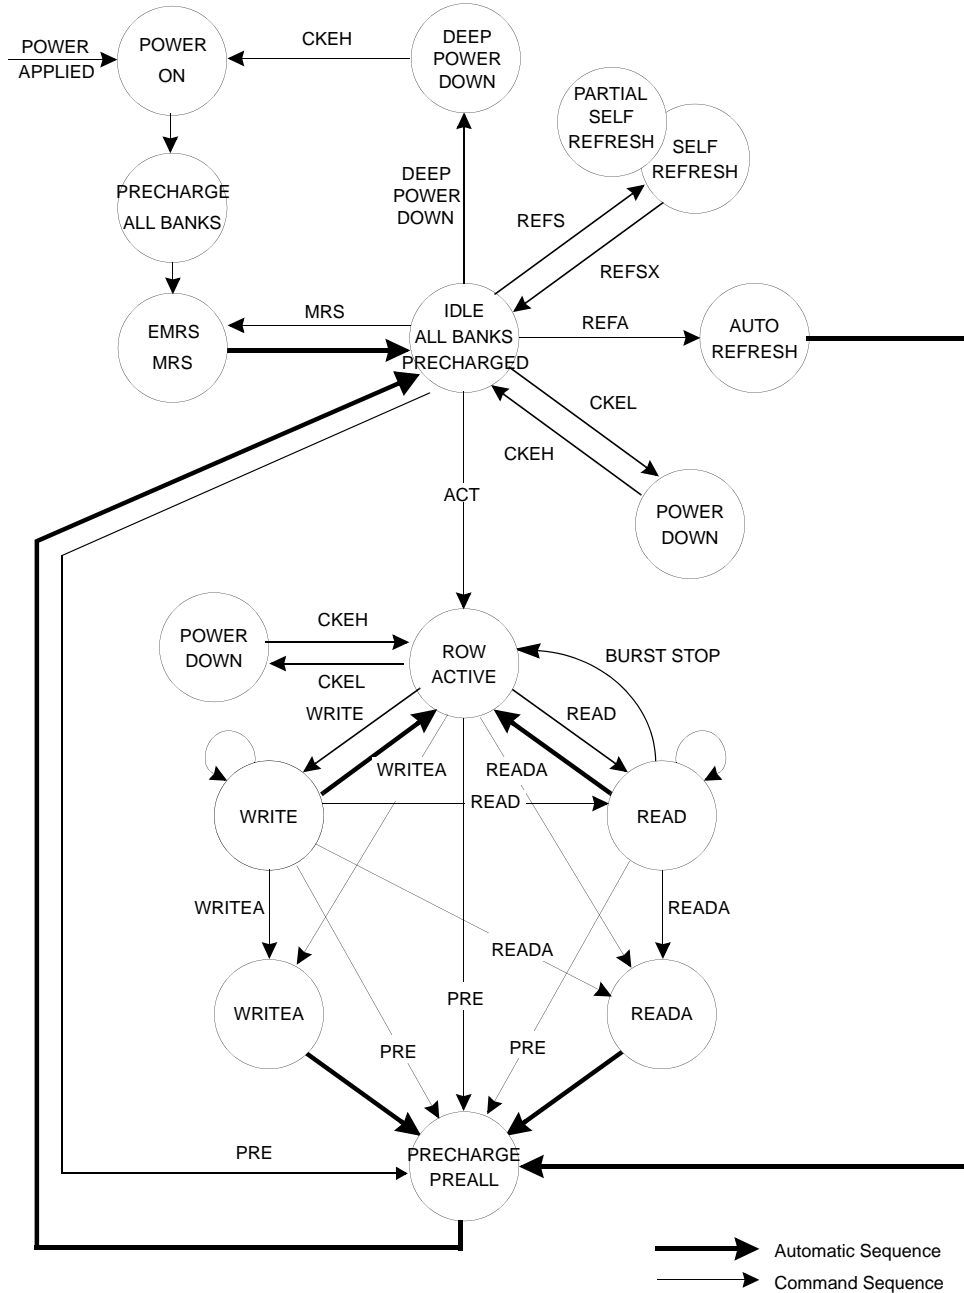 POWER
APPLIED
POWER
ON
CKEH
DEEP
POWER
DOWN
PARTIAL
SELF
REFRESH
SELF
REFRESH
PRECHARGE
ALL BANKS
DEEP
POWER
DOWN
REFS
REFSX
EMRS
MRS
MRS
IDLE
ALL BANKS
PRECHARGED
REFA
AUTO
REFRESH
CKEL
CKEH
ACT
POWER
DOWN
POWER
DOWN
CKEH
CKEL
ROW
ACTIVE
BURST STOP
WRITE
READ
WRITEA
READA
WRITE
READ
READ
WRITEA
READA
READA
WRITEA
PRE
READA
PRE
PRE
PRE
PRECHARGE
PREALL
Automatic Sequence
Command Sequence